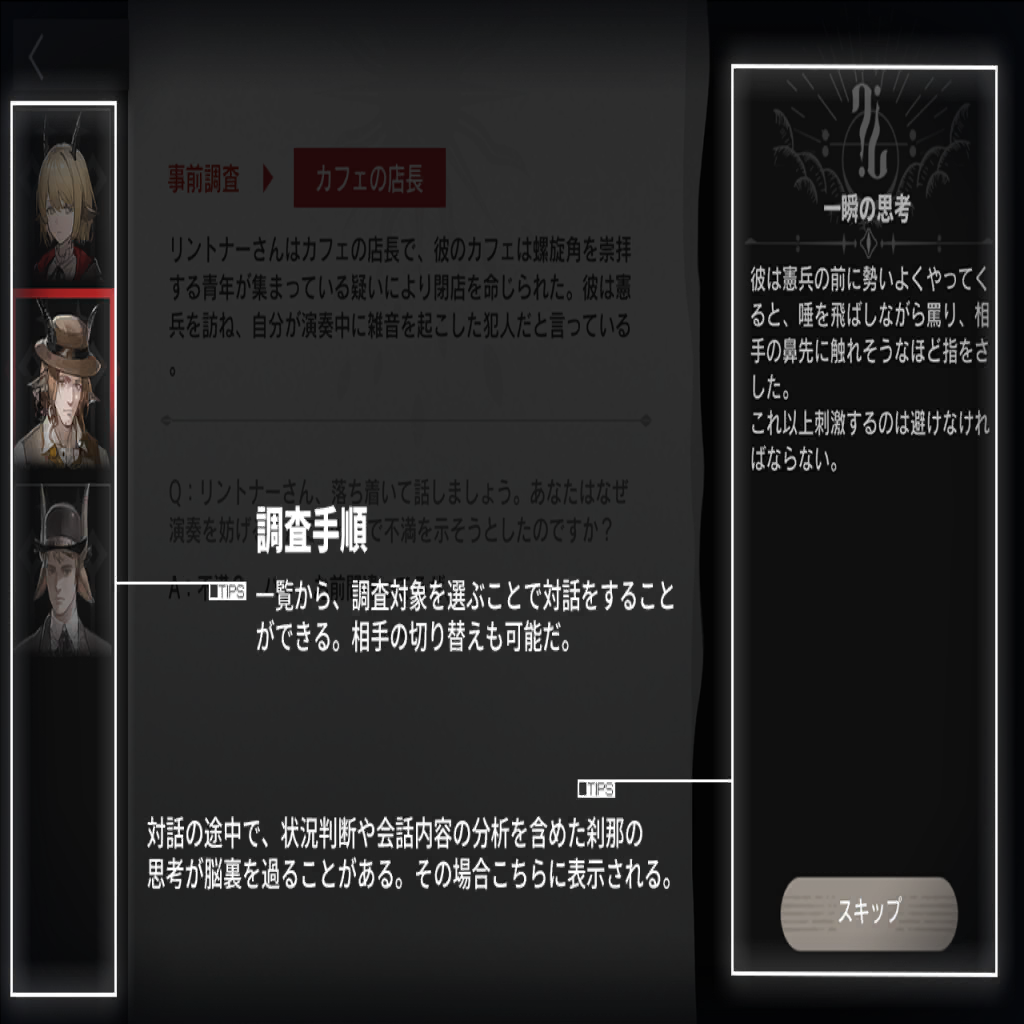 事前調査
カフェの店長
リントナーさんはカフェの店長で、彼のカフェは螺旋角を崇拝
する青年が集まっている疑いにより閉店を命じられた。彼は憲
兵を訪ね、自分が演奏中に雑音を起こした犯人だと言っている
。
Q：リントナーさん、落ち着いて話しましょう。あなたはなぜ
演奏を妨げ
で不満を示そうとしたのですか？
調査手順
TIPS
一覧から、調査対象を選ぶことで対話をすること
ができる。相手の切り替えも可能だ。
TIPS
対話の途中で、状況判断や会話内容の分析を含めた刹那の
思考が脳裏を過ることがある。その場合こちらに表示される。
一瞬の思考
彼は憲兵の前に勢いよくやってく
ると、唾を飛ばしながら罵り、相
手の鼻先に触れそうなほど指をさ
した。
これ以上刺激するのは避けなけれ
ばならない。
スキップ